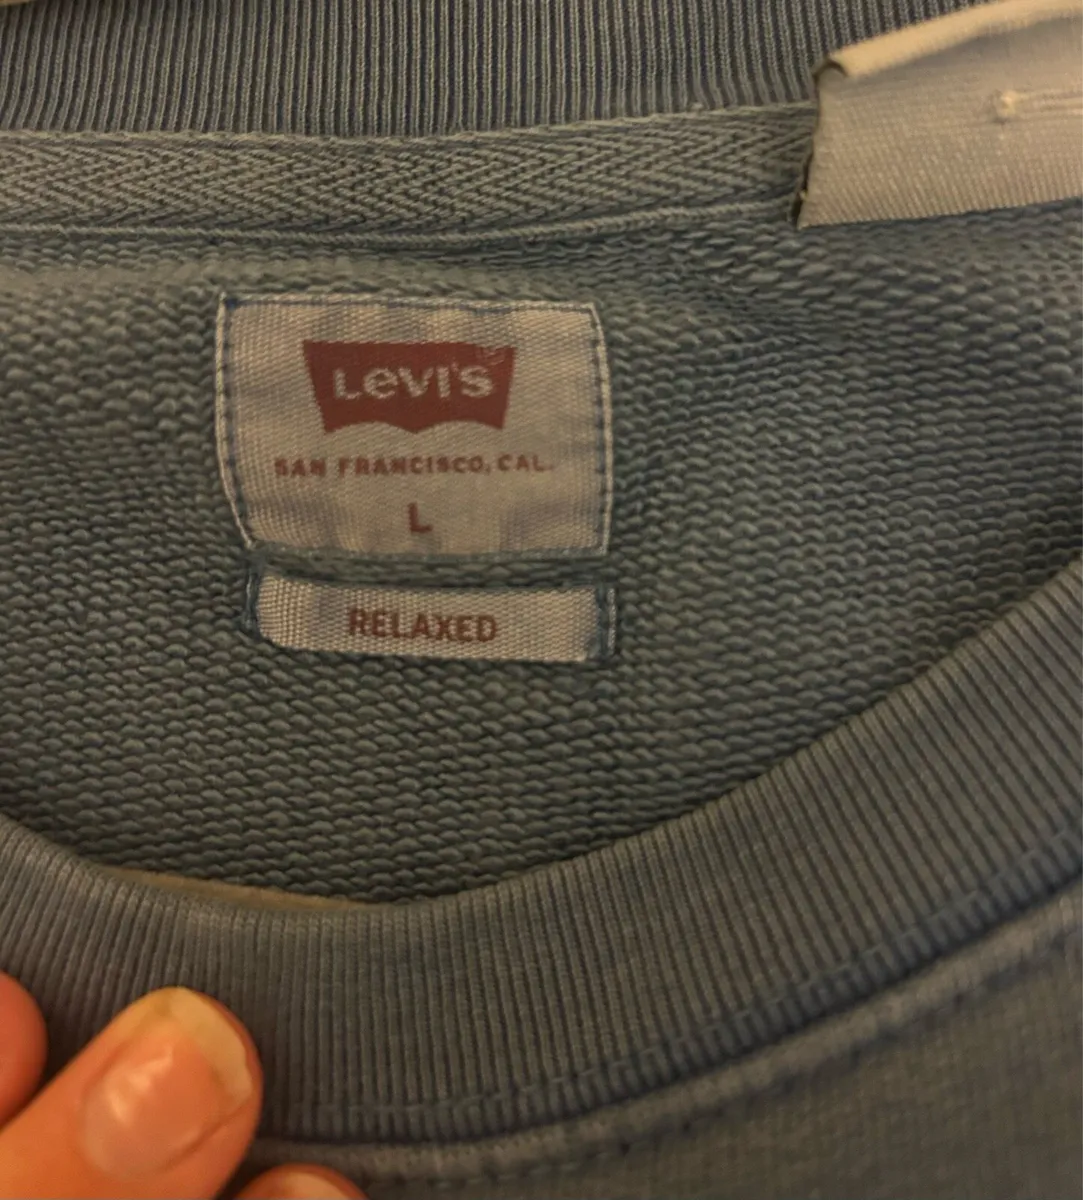 Levi's
SAN FRANCISCO, CAL.
L
RELAXED